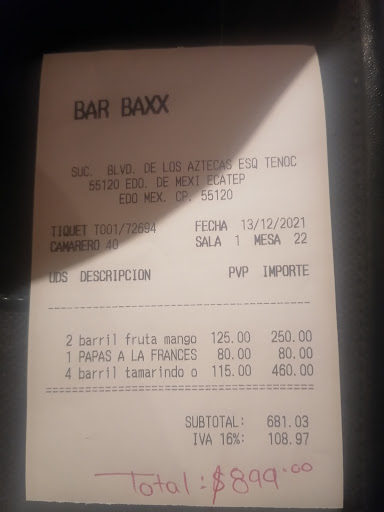 BAR BAXX
SUC. BLVD. DE LOS AZTECAS ESQ TENOC
55120 EDO. DE MEXI ECATEP
EDO MEX. CP. 55120
TIQUET T001/72694 FECHA 13/12/2021
CAMARERO 40 SALA 1 MESA 22
UDS DESCRIPCION PVP IMPORTE
2 barril fruta mango 125.00 250.00
1 PAPAS A LA FRANCES 80.00 80.00
4 barril tamarindo o 115.00 460.00
SUBTOTAL: 681.03
IVA 16%: 108.97
Total: $899.00